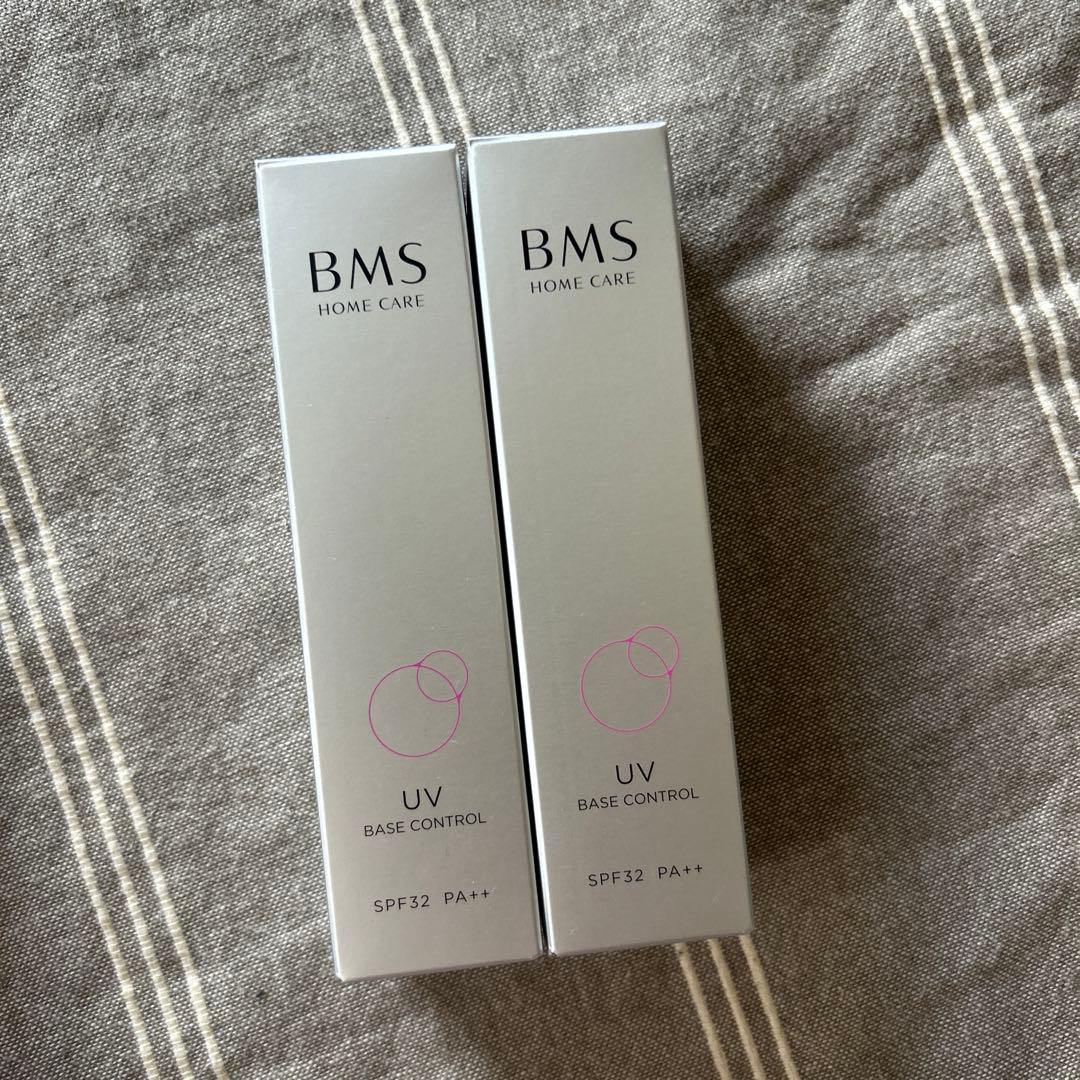 BMS
HOME CARE
UV
BASE CONTROL
SPF32 PA++
BMS
HOME CARE
UV
BASE CONTROL
SPF32 PA++